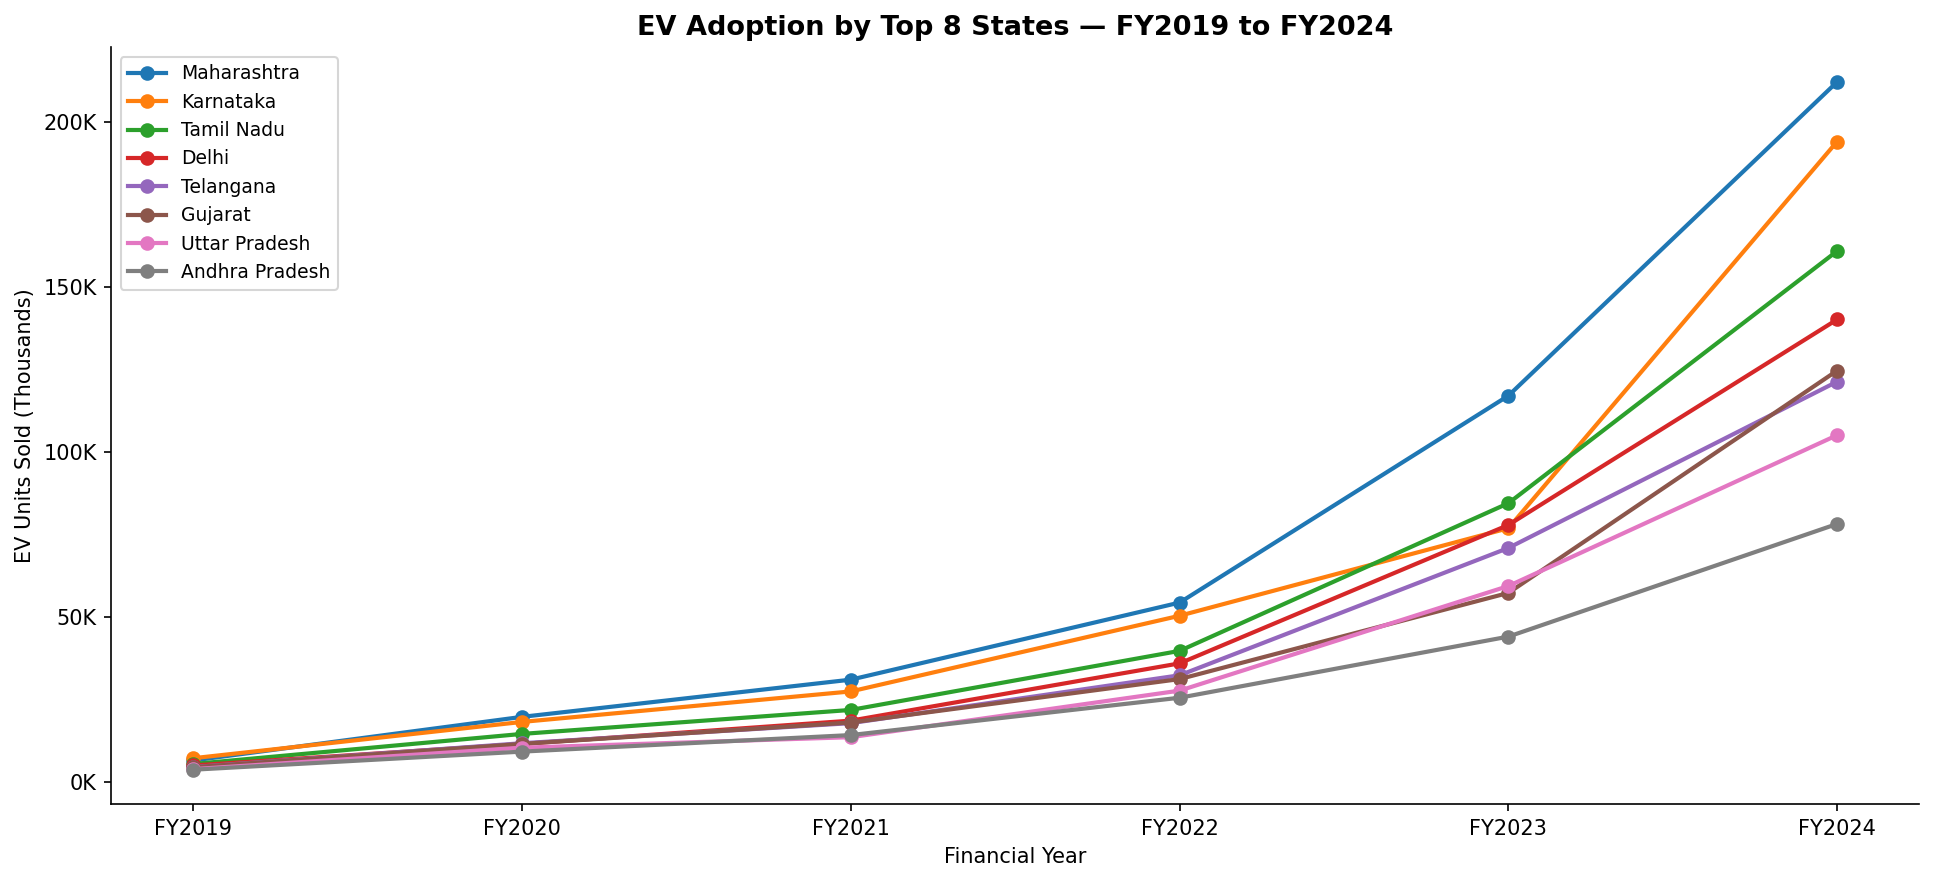 EV Adoption by Top 8 States — FY2019 to FY2024
Maharashtra
Karnataka
Tamil Nadu
Delhi
Telangana
Gujarat
Uttar Pradesh
Andhra Pradesh
EV Units Sold (Thousands)
200K
150K
100K
50K
0K
FY2019 FY2020 FY2021 FY2022 FY2023 FY2024
Financial Year